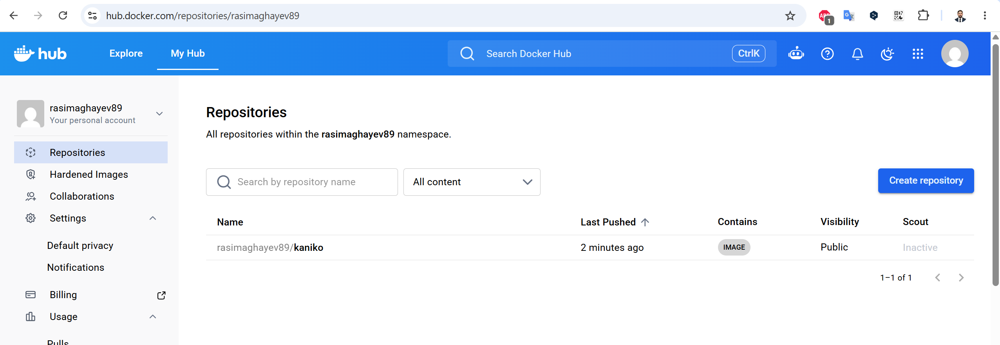 hub.docker.com/repositories/rasimaghayev89
1
hub
Explore
My Hub
Search Docker Hub
CtrlK
rasimaghayev89
Your personal account
Repositories
Hardened Images
Collaborations
Settings
Default privacy
Notifications
Billing
Usage
Pulls
Repositories
All repositories within the rasimaghayev89 namespace.
Search by repository name
All content
Create repository
Name Last Pushed Contains Visibility Scout
rasimaghayev89/kaniko 2 minutes ago IMAGE Public Inactive
1–1 of 1